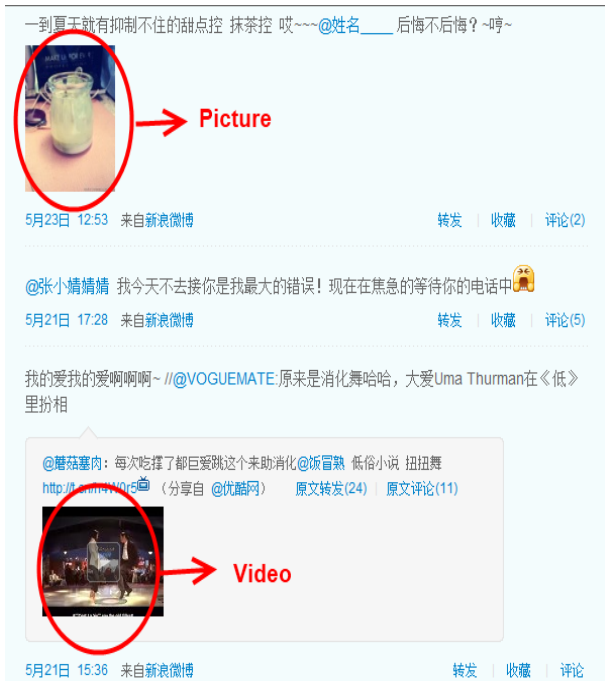 一到夏天就有抑制不住的甜点控 抹茶控 哎~~~@姓名____ 后悔不后悔？~哼~
Picture
5月23日 12:53 来自新浪微博 转发 收藏 评论(2)
@张小婧婧婧 我今天不去接你是我最大的错误！现在在焦急的等待你的电话中
5月21日 17:28 来自新浪微博 转发 收藏 评论(5)
我的爱我的爱啊啊啊~ //@VOGUEMATE:原来是消化舞哈哈，大爱Uma Thurman在《低》
里扮相
@蘑菇塞肉：每次吃撑了都巨爱跳这个来助消化@饭冒熟 低俗小说 扭扭舞
（分享自 @优酷网） 原文转发(24) 原文评论(11)
Video
5月21日 15:36 来自新浪微博 转发 收藏 评论